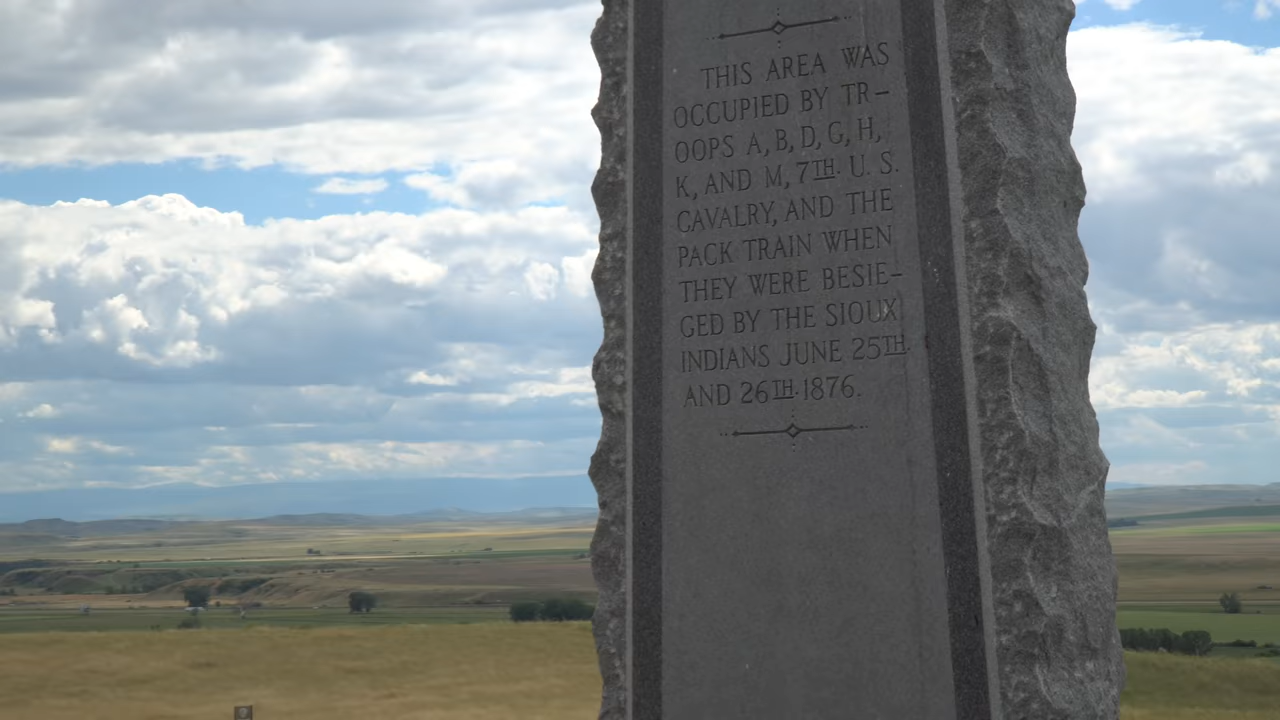 THIS AREA WAS
OCCUPIED BY TR-
OOPS A, B, D, G, H,
K, AND M, 7TH. U. S.
CAVALRY, AND THE
PACK TRAIN WHEN
THEY WERE BESIE-
GED BY THE SIOUX
INDIANS JUNE 25TH.
AND 26TH. 1876.